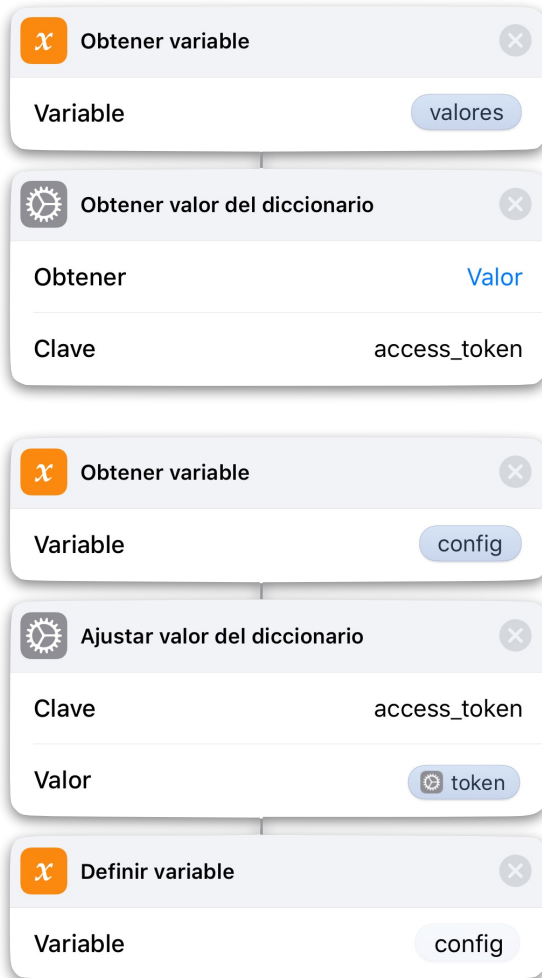 x Obtener variable
Variable valores
Obtener valor del diccionario
Obtener Valor
Clave access_token
x Obtener variable
Variable config
Ajustar valor del diccionario
Clave access_token
Valor token
x Definir variable
Variable config